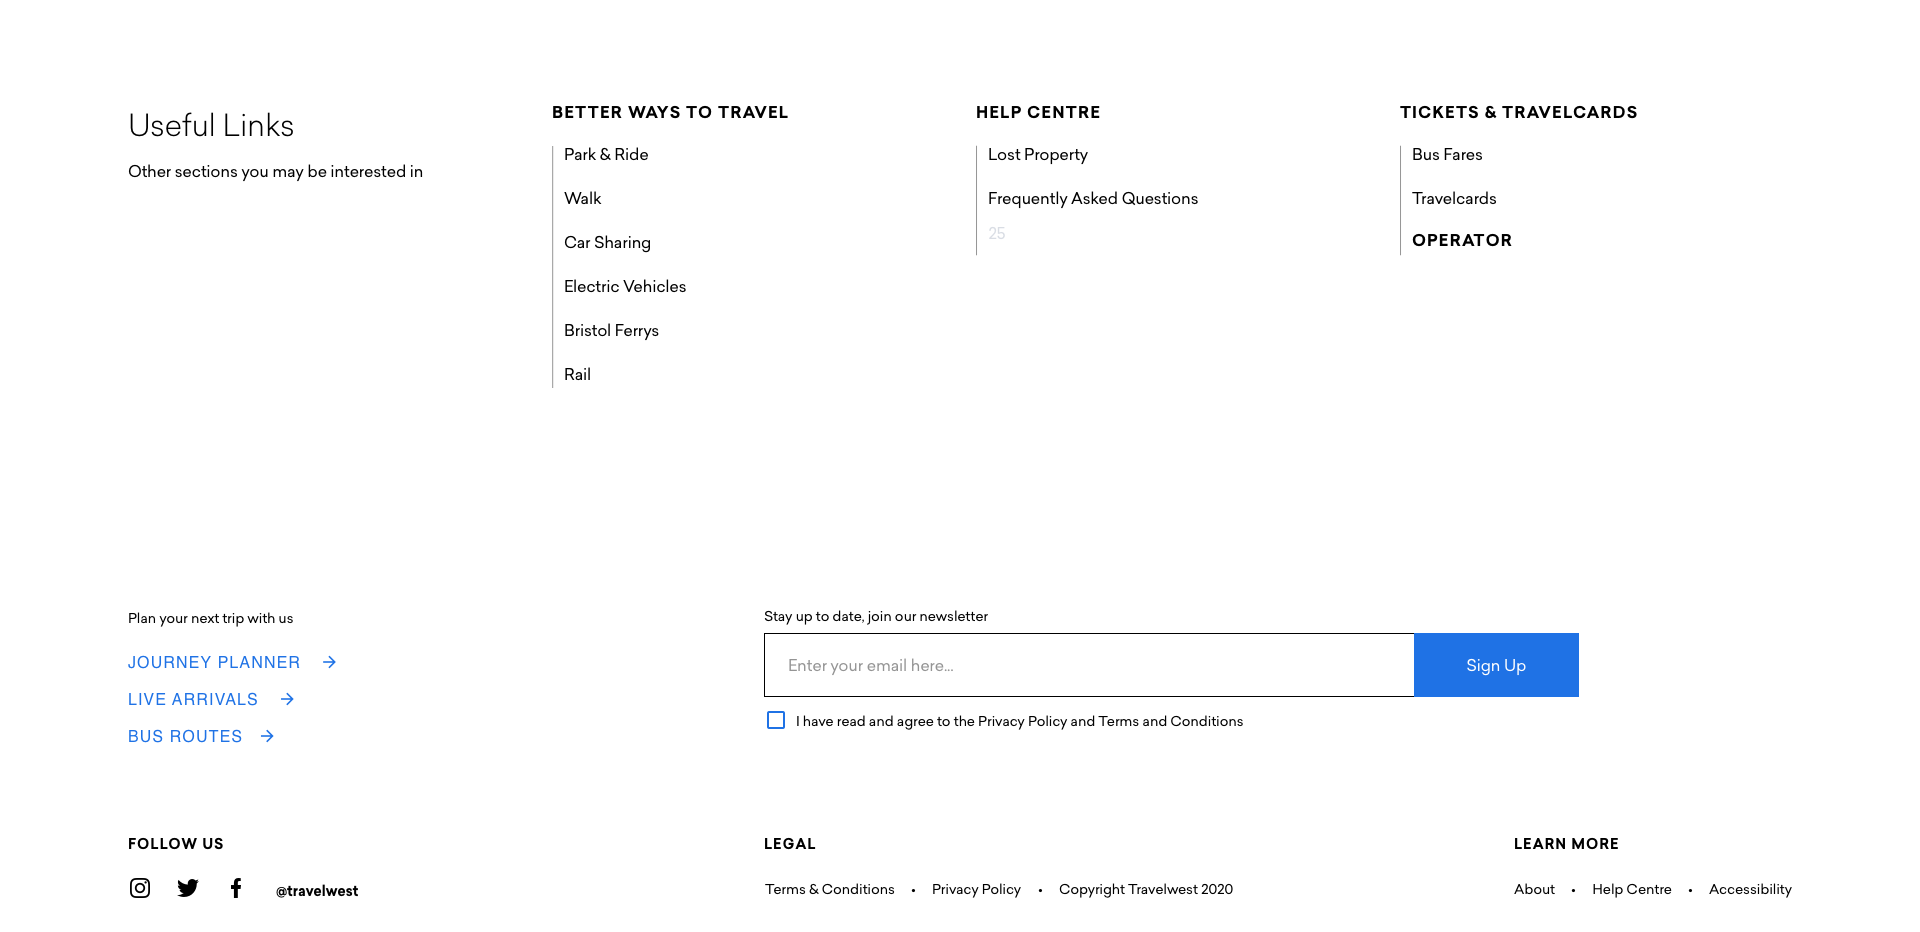 Useful Links
Other sections you may be interested in
BETTER WAYS TO TRAVEL
Park & Ride
Walk
Car Sharing
Electric Vehicles
Bristol Ferrys
Rail
HELP CENTRE
Lost Property
Frequently Asked Questions
25
TICKETS & TRAVELCARDS
Bus Fares
Travelcards
OPERATOR
Plan your next trip with us
JOURNEY PLANNER
LIVE ARRIVALS
BUS ROUTES
Stay up to date, join our newsletter
Enter your email here...
Sign Up
I have read and agree to the Privacy Policy and Terms and Conditions
FOLLOW US
@travelwest
LEGAL
Terms & Conditions • Privacy Policy • Copyright Travelwest 2020
LEARN MORE
About • Help Centre • Accessibility